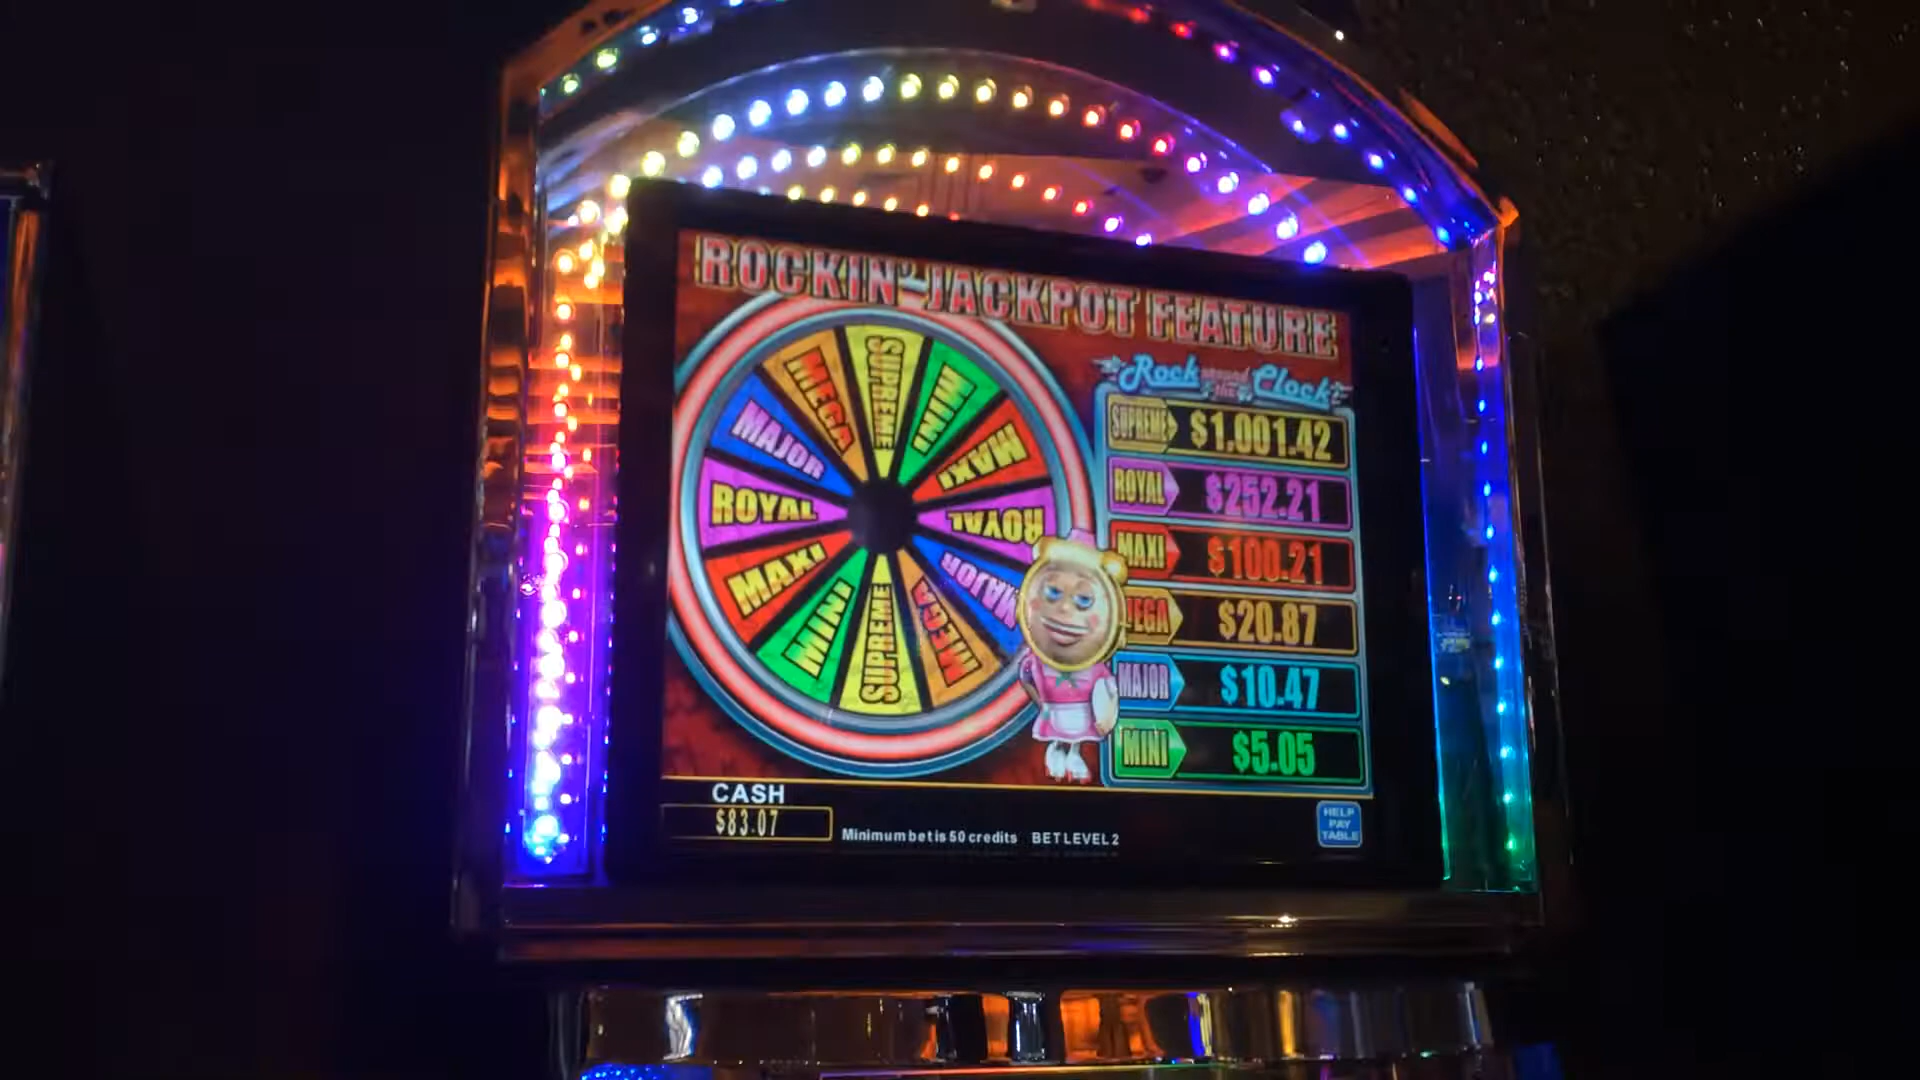 ROCKIN' JACKPOT FEATURE
Rock around the Clock
SUPREME $1,001.42
ROYAL $252.21
MAXI $100.21
MEGA $20.87
MAJOR $10.47
MINI $5.05
SUPREME
MINI
MAXI
ROYAL
MAJOR
MEGA
SUPREME
MINI
MAXI
ROYAL
MAJOR
MEGA
CASH
$83.07
Minimum bet is 50 credits BET LEVEL 2
HELP
PAY
TABLE